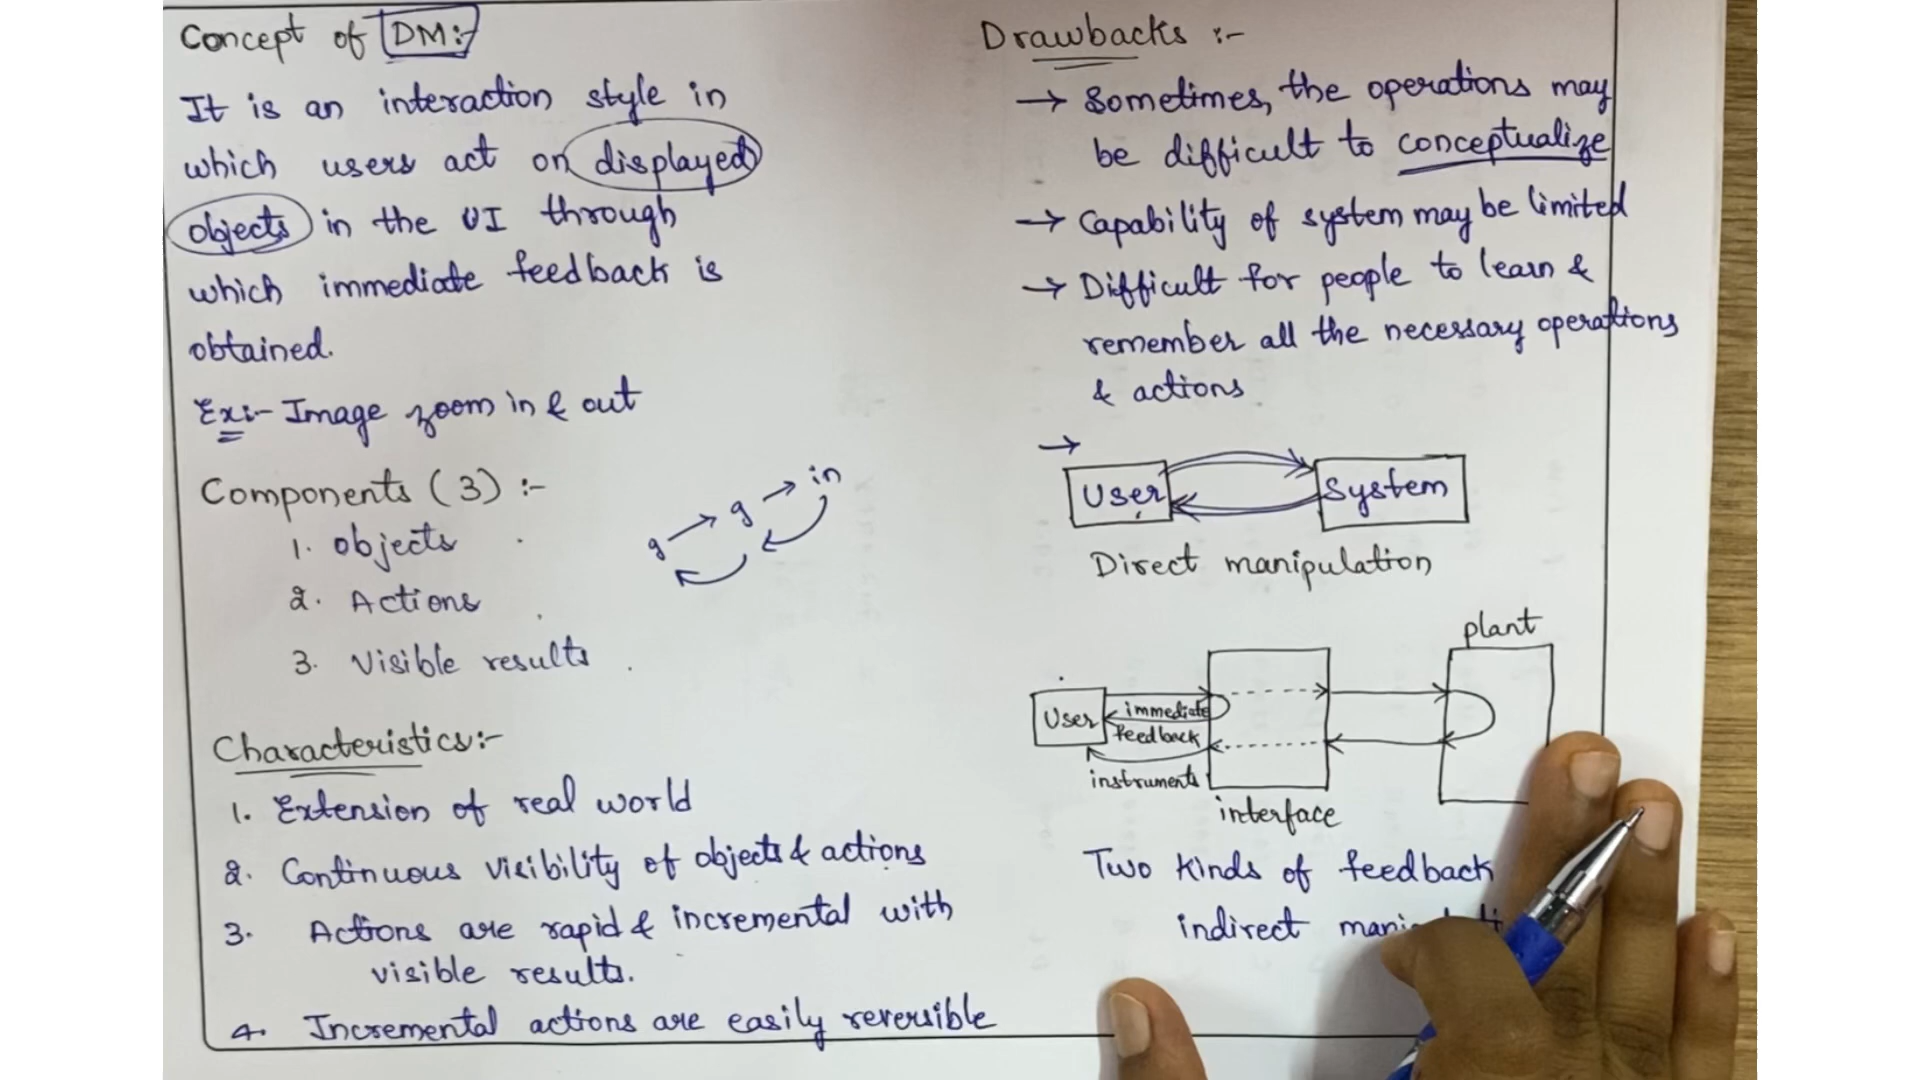 Concept of DM:-
It is an interaction style in
which users act on displayed
objects in the UI through
which immediate feedback is
obtained.
Ex:- Image zoom in & out
Components (3) :-
1. Objects
2. Actions
3. Visible results
g → g → in
Characteristics:-
1. Extension of real world
2. Continuous visibility of objects & actions
3. Actions are rapid & incremental with
visible results.
4. Incremental actions are easily reversible
Drawbacks :-
→ Sometimes, the operations may
be difficult to conceptualize
→ Capability of system may be limited
→ Difficult for people to learn &
remember all the necessary operations
& actions
→
User System
Direct manipulation
plant
User immediate
feedback
instruments
interface
Two kinds of feedback
indirect